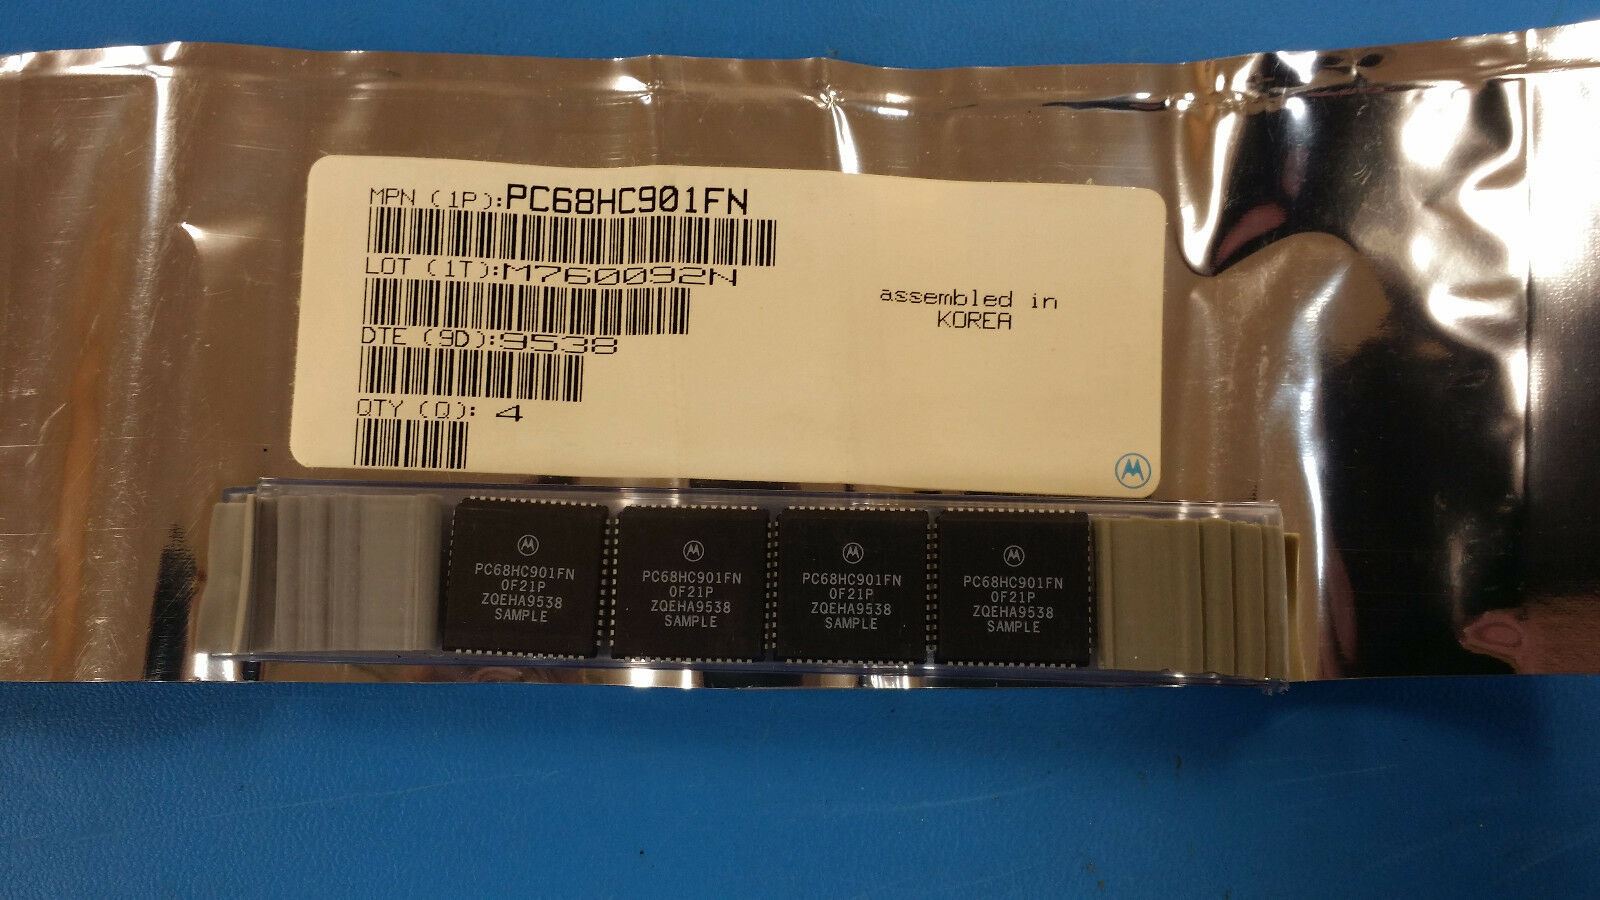 MPN (1P):PC68HC901FN
LOT (1T):M760092N
DTE (9D):9538
QTY (Q): 4
assembled in
KOREA
PC68HC901FN
0F21P
ZQEHA9538
SAMPLE
PC68HC901FN
0F21P
ZQEHA9538
SAMPLE
PC68HC901FN
0F21P
ZQEHA9538
SAMPLE
PC68HC901FN
0F21P
ZQEHA9538
SAMPLE